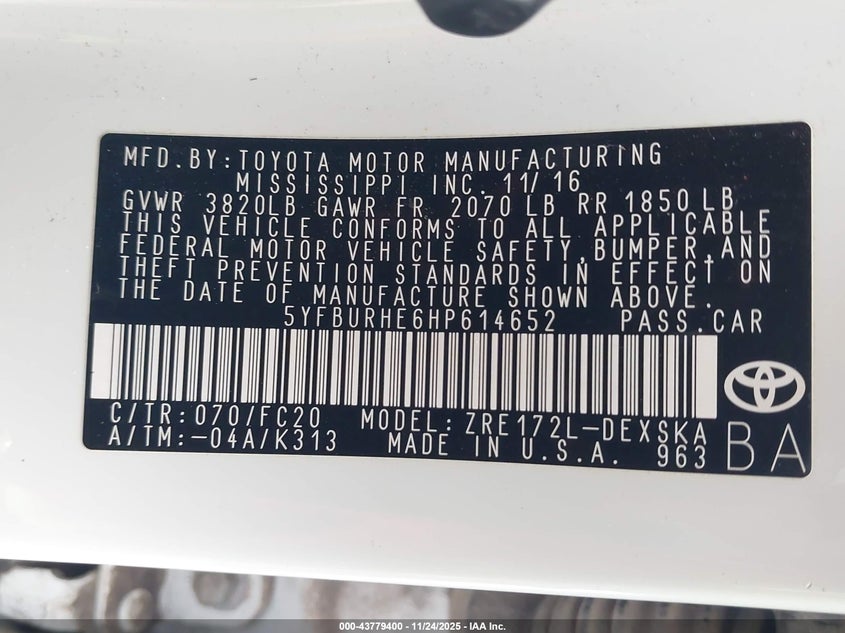 MFD.BY:TOYOTA MOTOR MANUFACTURING
MISSISSIPPI INC. 11/16
GVWR 3820LB GAWR FR 2070 LB RR 1850 LB
THIS VEHICLE CONFORMS TO ALL APPLICABLE
FEDERAL MOTOR VEHICLE SAFETY,BUMPER,AND
THEFT PREVENTION STANDARDS IN EFFECT ON
THE DATE OF MANUFACTURE SHOWN ABOVE.
5YFBURHE6HP614652 PASS.CAR
C/TR:070/FC20 MODEL:ZRE172L-DEXSKA
A/TM:-04A/K313 MADE IN U.S.A. 963 BA
000-43779400 - 11/24/2025 - IAA Inc.